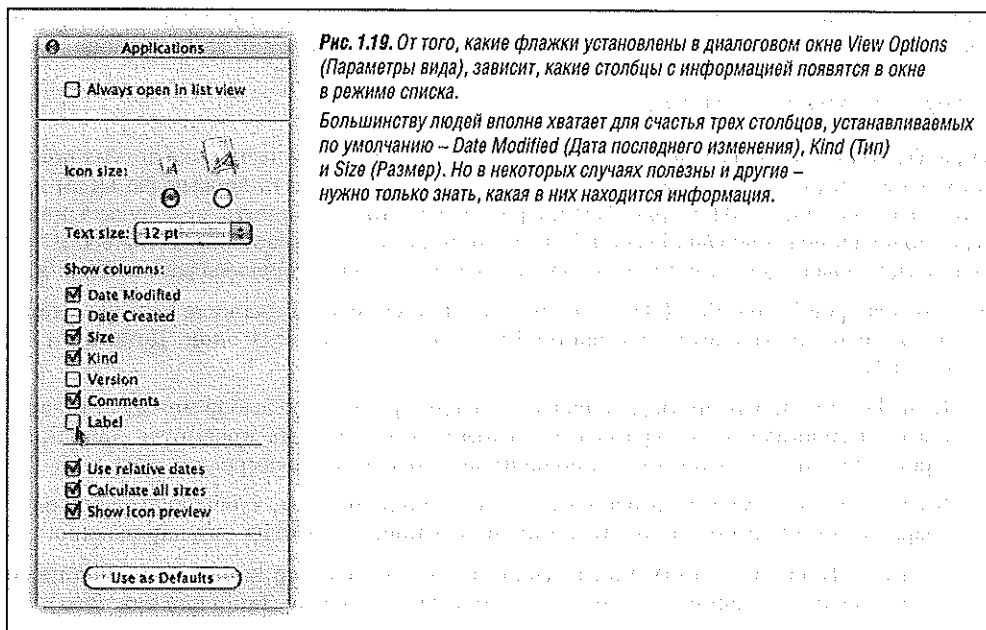 Applications
Always open in list view
Icon size:
Text size: 12 pt
Show columns:
Date Modified
Date Created
Size
Kind
Version
Comments
Label
Use relative dates
Calculate all sizes
Show icon preview
Use as Defaults
Рис. 1.19. От того, какие флажки установлены в диалоговом окне View Options
(Параметры вида), зависит, какие столбцы с информацией появятся в окне
в режиме списка.
Большинству людей вполне хватает для счастья трех столбцов, устанавливаемых
по умолчанию – Date Modified (Дата последнего изменения), Kind (Тип)
и Size (Размер). Но в некоторых случаях полезны и другие –
нужно только знать, какая в них находится информация.